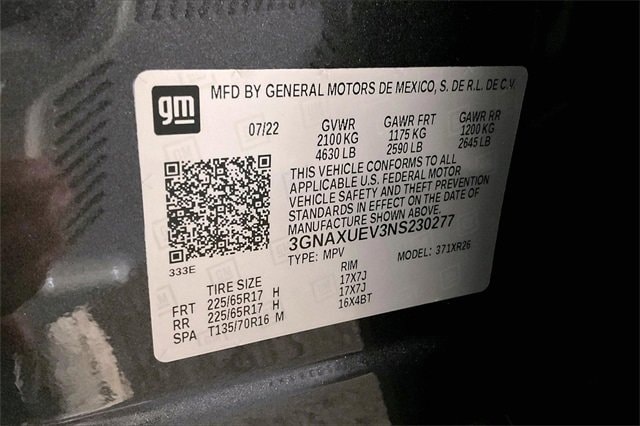 gm MFD BY GENERAL MOTORS DE MEXICO, S. DE R.L. DE C.V.
07/22 GVWR GAWR FRT GAWR RR
2100 KG 1175 KG 1200 KG
4630 LB 2590 LB 2645 LB
THIS VEHICLE CONFORMS TO ALL
APPLICABLE U.S. FEDERAL MOTOR
VEHICLE SAFETY AND THEFT PREVENTION
STANDARDS IN EFFECT ON THE DATE OF
MANUFACTURE SHOWN ABOVE.
3GNAXUEV3NS230277
333E TYPE: MPV MODEL: 371XR26
TIRE SIZE RIM
FRT 225/65R17 H 17X7J
RR 225/65R17 H 17X7J
SPA T135/70R16 M 16X4BT